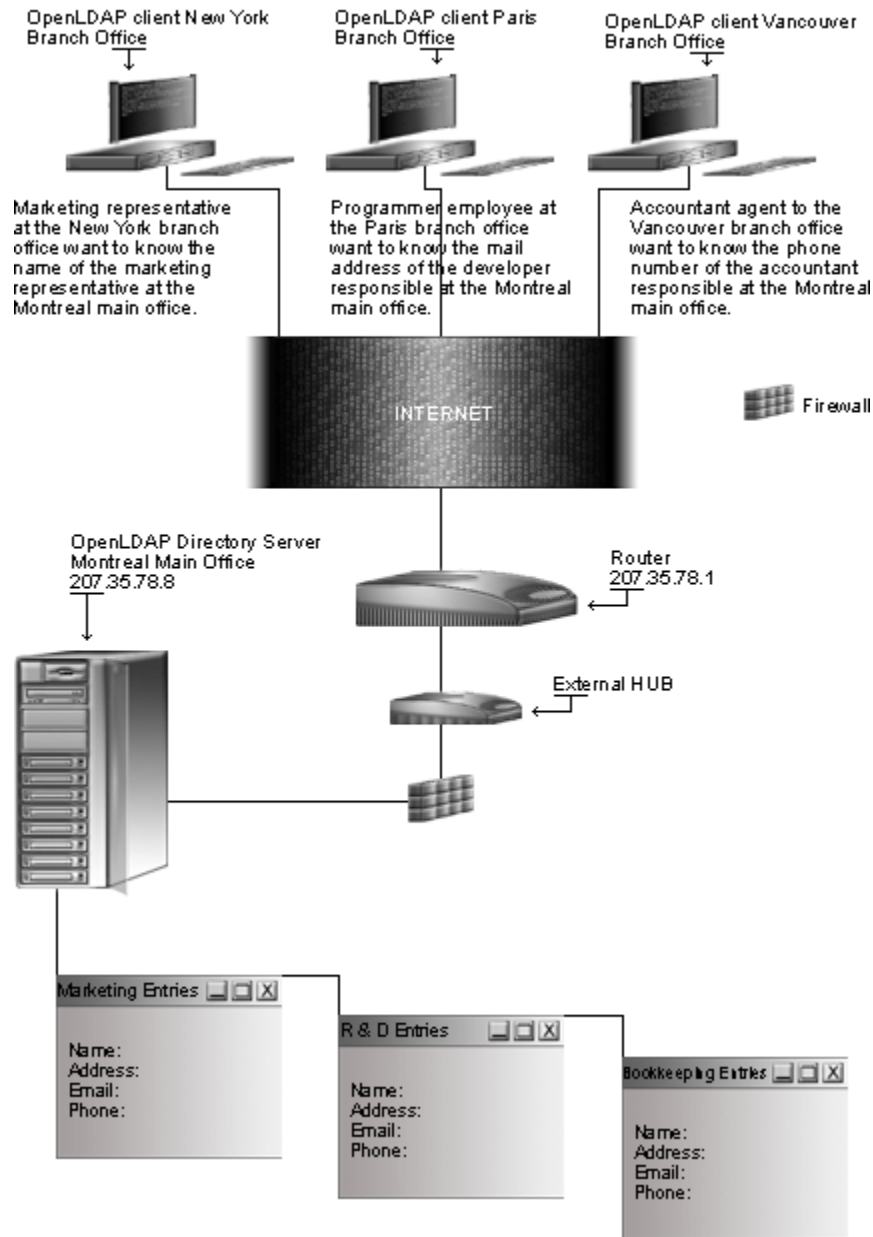 OpenLDAP client New York
Branch Office
OpenLDAP client Paris
Branch Office
OpenLDAP client Vancouver
Branch Office
Marketing representative
at the New York branch
office want to know the
name of the marketing
representative at the
Montreal main office.
Programmer employee at
the Paris branch office
want to know the mail
address of the developer
responsible at the Montreal
main office.
Accountant agent to the
Vancouver branch office
want to know the phone
number of the accountant
responsible at the Montreal
main office.
INTERNET
Firewall
OpenLDAP Directory Server
Montreal Main Office
207.35.78.8
Router
207.35.78.1
External HUB
Marketing Entries
Name:
Address:
Email:
Phone:
R & D Entries
Name:
Address:
Email:
Phone:
Bookkeeping Entries
Name:
Address:
Email:
Phone: